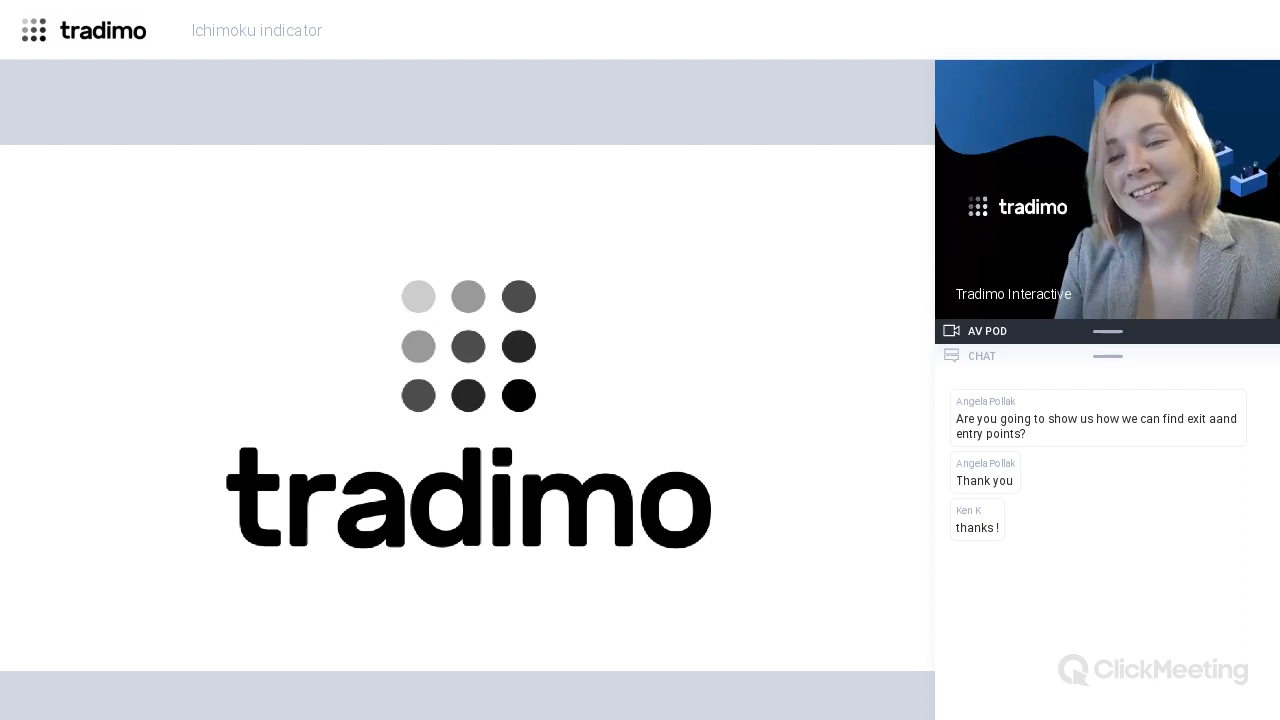 tradimo
Ichimoku indicator
tradimo
tradimo
Tradimo Interactive
AV POD
CHAT
Angela Pollak
Are you going to show us how we can find exit aand
entry points?
Angela Pollak
Thank you
Ken K
thanks !
ClickMeeting